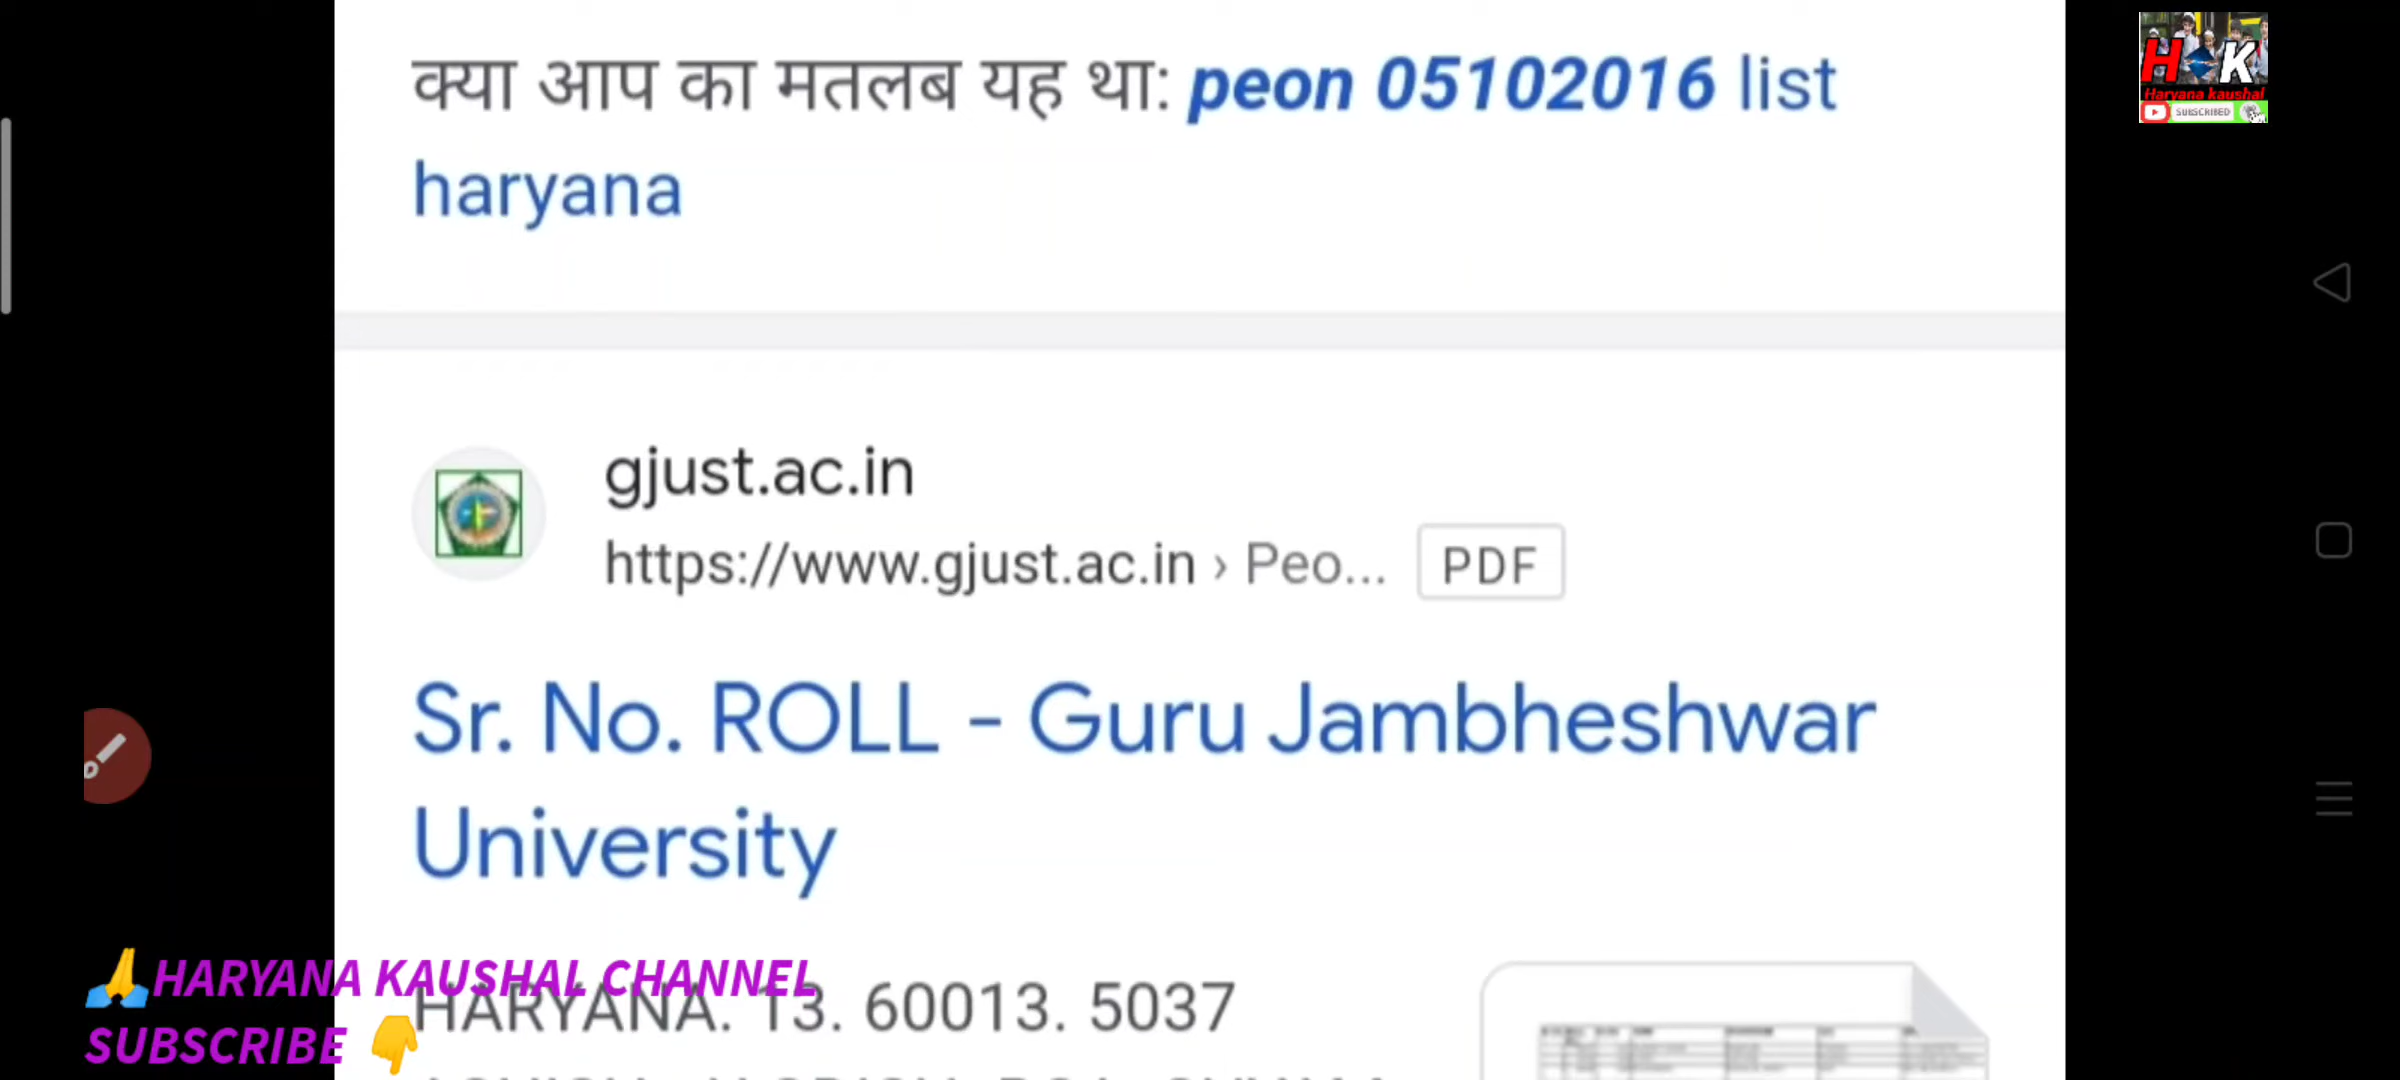 क्या आप का मतलब यह था: peon 05102016 list
haryana
H K
Haryana kaushal
SUBSCRIBED
gjust.ac.in
https://www.gjust.ac.in › Peo... PDF
Sr. No. ROLL - Guru Jambheshwar
University
🙏HARYANA KAUSHAL CHANNEL
SUBSCRIBE 👇
HARYANA. 13. 60013. 5037